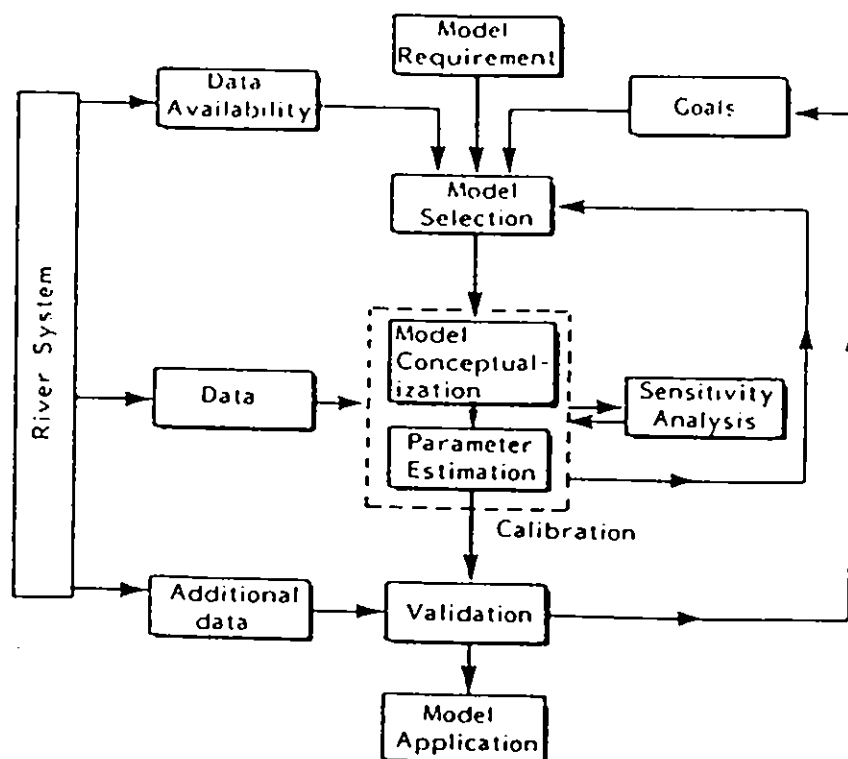 Model
Requirement
Data
Availability
Goals
Model
Selection
River System
Model
Conceptual-
ization
Data
Sensitivity
Analysis
Parameter
Estimation
Calibration
Additional
data
Validation
Model
Application